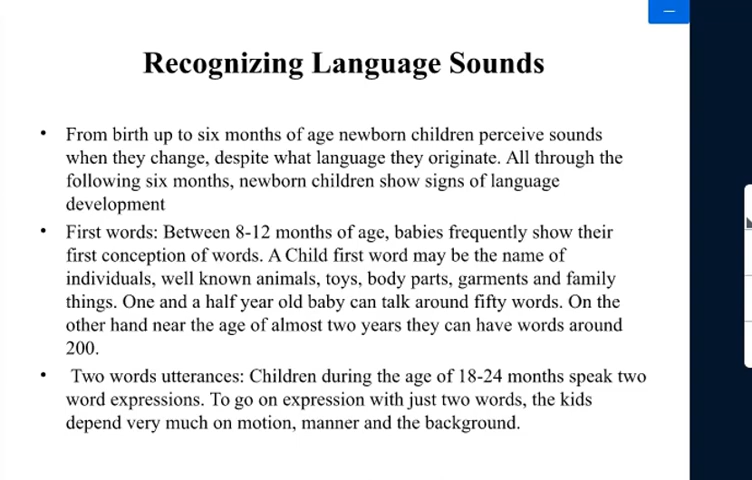 Recognizing Language Sounds
• From birth up to six months of age newborn children perceive sounds
when they change, despite what language they originate. All through the
following six months, newborn children show signs of language
development
• First words: Between 8-12 months of age, babies frequently show their
first conception of words. A Child first word may be the name of
individuals, well known animals, toys, body parts, garments and family
things. One and a half year old baby can talk around fifty words. On the
other hand near the age of almost two years they can have words around
200.
• Two words utterances: Children during the age of 18-24 months speak two
word expressions. To go on expression with just two words, the kids
depend very much on motion, manner and the background.